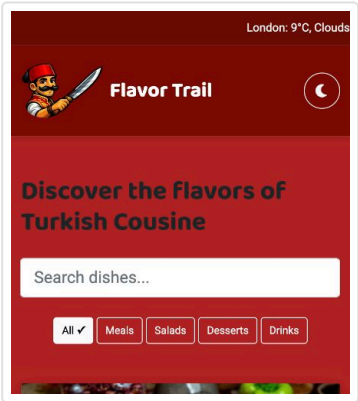 London: 9°C, Clouds
Flavor Trail
Discover the flavors of
Turkish Cousine
Search dishes...
All ✓ Meals Salads Desserts Drinks